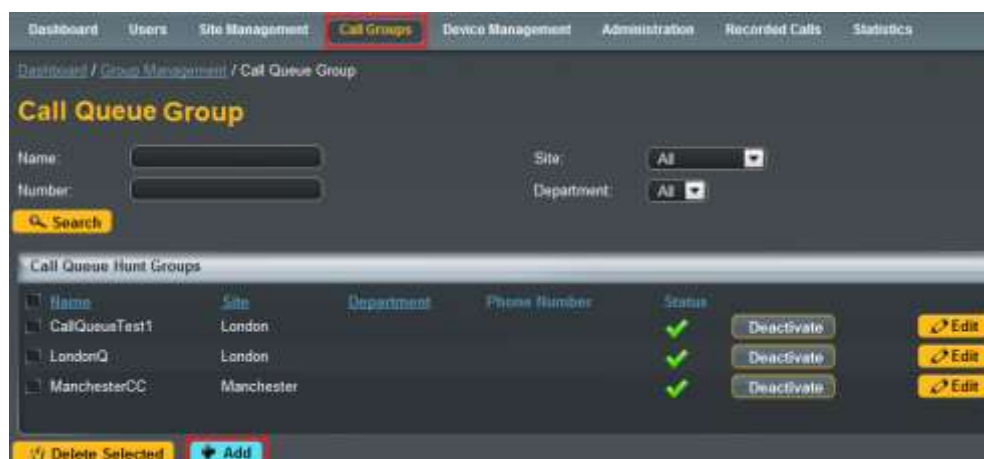 Dashboard Users Site Management Call Groups Device Management Administration Recorded Calls Statistics
Dashboard / Group Management / Call Queue Group
Call Queue Group
Name: Site: All
Number: Department: All
Search
Call Queue Hunt Groups
Name Site Department Phone Number Status
CallQueueTest1 London Deactivate Edit
LondonQ London Deactivate Edit
ManchesterCC Manchester Deactivate Edit
Delete Selected Add